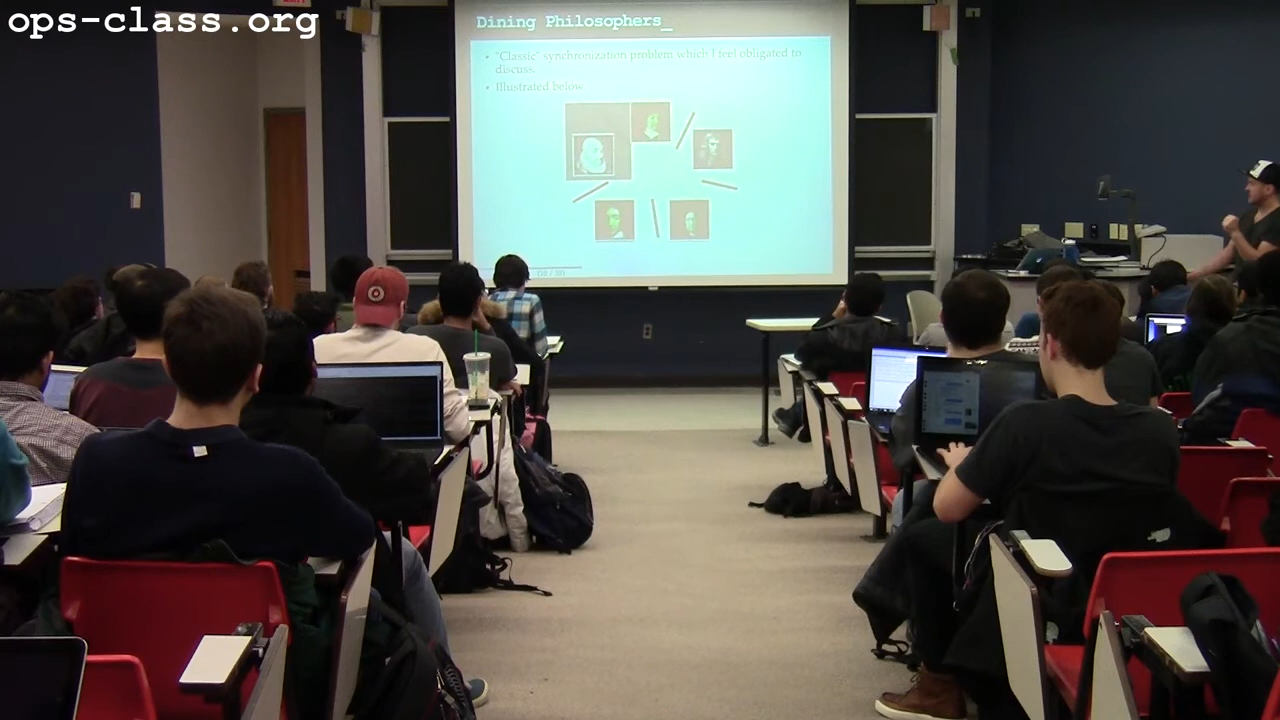 ops-class.org
Dining Philosophers_
• "Classic" synchronization problem which I feel obligated to
discuss.
• Illustrated below.